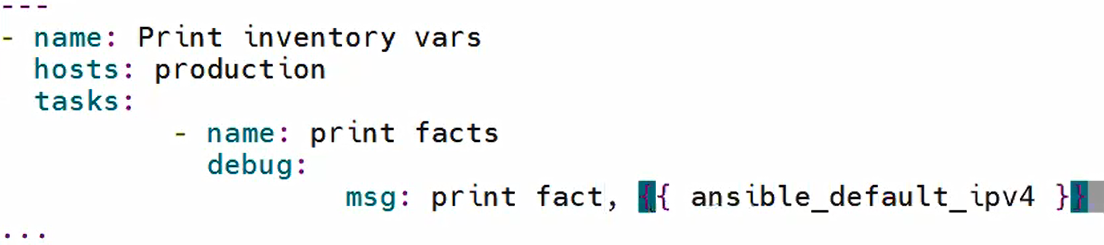 ---
- name: Print inventory vars
  hosts: production
  tasks:
          - name: print facts
            debug:
                    msg: print fact, {{ ansible_default_ipv4 }}
...